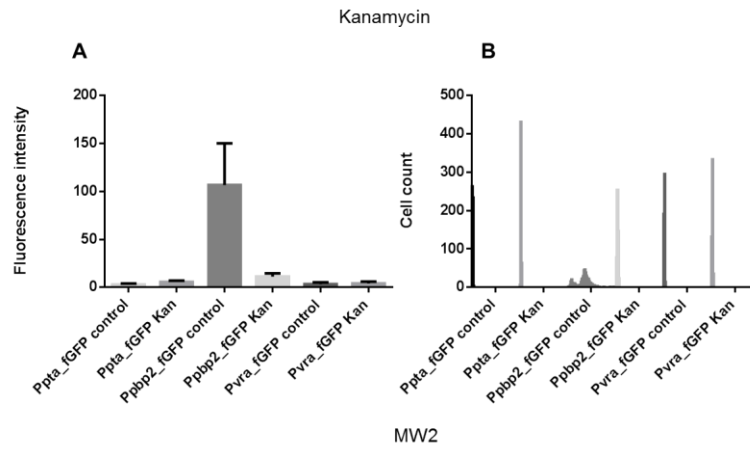 Kanamycin
A
B
Fluorescence intensity
200
150
100
50
0
Ppta_fGFP control
Ppta_fGFP Kan
Ppbp2_fGFP control
Ppbp2_fGFP Kan
Pvra_fGFP control
Pvra_fGFP Kan
Cell count
500
400
300
200
100
0
Ppta_fGFP control
Ppta_fGFP Kan
Ppbp2_fGFP control
Ppbp2_fGFP Kan
Pvra_fGFP control
Pvra_fGFP Kan
MW2